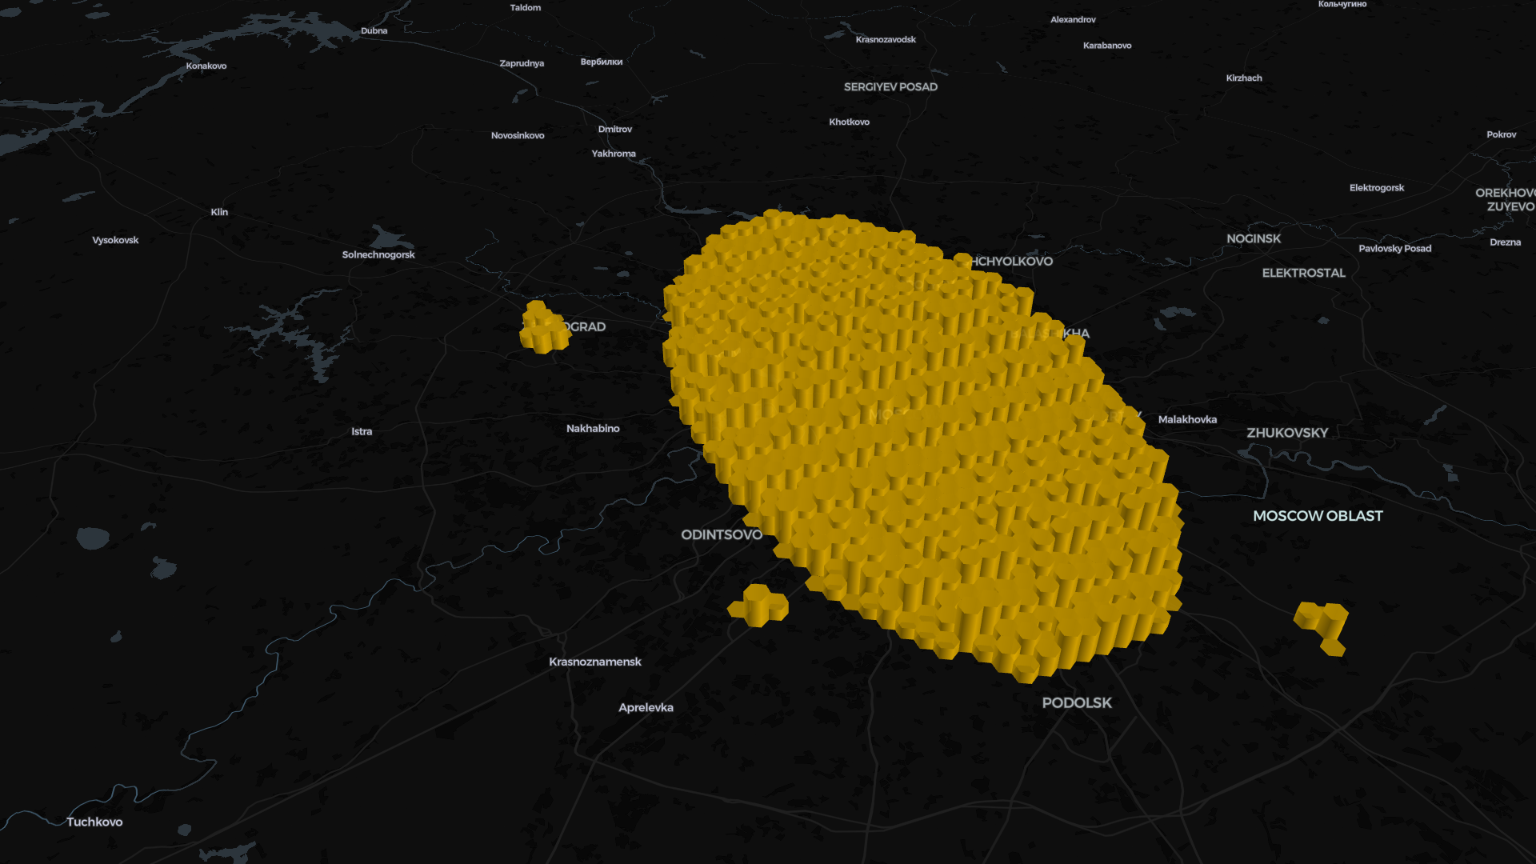 Taldom
Кольчугино
Alexandrov
Dubna
Krasnozavodsk
Karabanovo
Zaprudnya
Вербилки
Konakovo
Kirzhach
SERGIYEV POSAD
Khotkovo
Dmitrov
Novosinkovo
Pokrov
Yakhroma
Elektrogorsk
OREKHOVO
ZUYEVO
Klin
Vysokovsk
NOGINSK
Drezna
Pavlovsky Posad
Solnechnogorsk
HCHYOLKOVO
ELEKTROSTAL
OGRAD
KHA
Malakhovka
Nakhabino
Istra
ZHUKOVSKY
MOSCOW OBLAST
ODINTSOVO
Krasnoznamensk
PODOLSK
Aprelevka
Tuchkovo